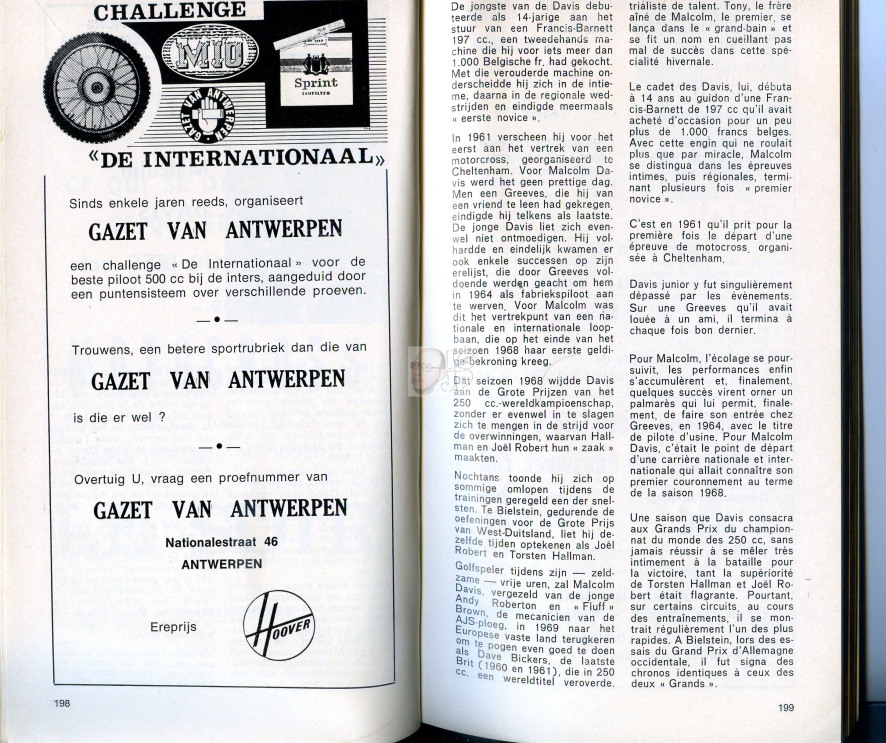 CHALLENGE
MIO
Sprint
ZOOFILTER
GAZET VAN ANTWERPEN
«DE INTERNATIONAAL»
Sinds enkele jaren reeds, organiseert
GAZET VAN ANTWERPEN
een challenge « De Internationaal » voor de
beste piloot 500 cc bij de inters, aangeduid door
een puntensisteem over verschillende proeven.
— • —
Trouwens, een betere sportrubriek dan die van
GAZET VAN ANTWERPEN
is die er wel ?
— • —
Overtuig U, vraag een proefnummer van
GAZET VAN ANTWERPEN
Nationalestraat 46
ANTWERPEN
Ereprijs
HOOVER
198
De jongste van de Davis debu-
teerde als 14-jarige aan het
stuur van een Francis-Barnett
197 cc., een tweedehands ma-
chine die hij voor iets meer dan
1.000 Belgische fr. had gekocht.
Met die verouderde machine on-
derscheidde hij zich in de intie-
me, daarna in de regionale wed-
strijden en eindigde meermaals
« eerste novice ».
In 1961 verscheen hij voor het
eerst aan het vertrek van een
motorcross, georganiseerd te
Cheltenham. Voor Malcolm Da-
vis werd het geen prettige dag.
Men een Greeves, die hij van
een vriend te leen had gekregen,
eindigde hij telkens als laatste.
De jonge Davis liet zich even-
wel niet ontmoedigen. Hij vol-
hardde en eindelijk kwamen er
ook enkele successen op zijn
erelijst, die door Greeves vol-
doende werden geacht om hem
in 1964 als fabriekspiloot aan
te werven. Voor Malcolm was
dit het vertrekpunt van een na-
tionale en internationale loop-
baan, die op het einde van het
seizoen 1968 haar eerste geldi-
ge bekroning kreeg.
Dat seizoen 1968 wijdde Davis
aan de Grote Prijzen van het
250 cc.-wereldkampioenschap,
zonder er evenwel in te slagen
zich te mengen in de strijd voor
de overwinningen, waarvan Hall-
man en Joël Robert hun « zaak »
maakten.
Nochtans toonde hij zich op
sommige omlopen tijdens de
trainingen geregeld een der snel-
sten. Te Bielstein, gedurende de
oefeningen voor de Grote Prijs
van West-Duitsland, liet hij de-
zelfde tijden optekenen als Joël
Robert en Torsten Hallman.
Golfspeler tijdens zijn — zeld-
zame — vrije uren, zal Malcolm
Davis, vergezeld van de jonge
Andy Roberton en « Fluff »
Brown, de mecanicien van de
AJS-ploeg, in 1969 naar het
Europese vaste land terugkeren
om te pogen even goed te doen
als Dave Bickers, de laatste
Brit (1960 en 1961), die in 250
cc. een wereldtitel veroverde.
trialiste de talent. Tony, le frère
aîné de Malcolm, le premier, se
lança dans le « grand-bain » et
se fit un nom en cueillant pas
mal de succès dans cette spé-
cialité hivernale.
Le cadet des Davis, lui, débuta
à 14 ans au guidon d'une Fran-
cis-Barnett de 197 cc qu'il avait
acheté d'occasion pour un peu
plus de 1.000 francs belges.
Avec cette engin qui ne roulait
plus que par miracle, Malcolm
se distingua dans les épreuves
intimes, puis régionales, termi-
nant plusieurs fois « premier
novice ».
C'est en 1961 qu'il prit pour la
première fois le départ d'une
épreuve de motocross, organi-
sée à Cheltenham.
Davis junior y fut singulièrement
dépassé par les évènements.
Sur une Greeves qu'il avait
louée à un ami, il termina à
chaque fois bon dernier.
Pour Malcolm, l'écolage se pour-
suivit, les performances enfin
s'accumulèrent et, finalement,
quelques succès virent orner un
palmarès qui lui permit, finale-
ment, de faire son entrée chez
Greeves, en 1964, avec le titre
de pilote d'usine. Pour Malcolm
Davis, c'était le point de départ
d'une carrière nationale et inter-
nationale qui allait connaître son
premier couronnement au terme
de la saison 1968.
Une saison que Davis consacra
aux Grands Prix du champion-
nat du monde des 250 cc, sans
jamais réussir à se mêler très
intimement à la bataille pour
la victoire, tant la supériorité
de Torsten Hallman et Joël Ro-
bert était flagrante. Pourtant,
sur certains circuits, au cours
des entraînements, il se mon-
trait régulièrement l'un des plus
rapides. A Bielstein, lors des es-
sais du Grand Prix d'Allemagne
occidentale, il fut signa des
chronos identiques à ceux des
deux « Grands ».
199